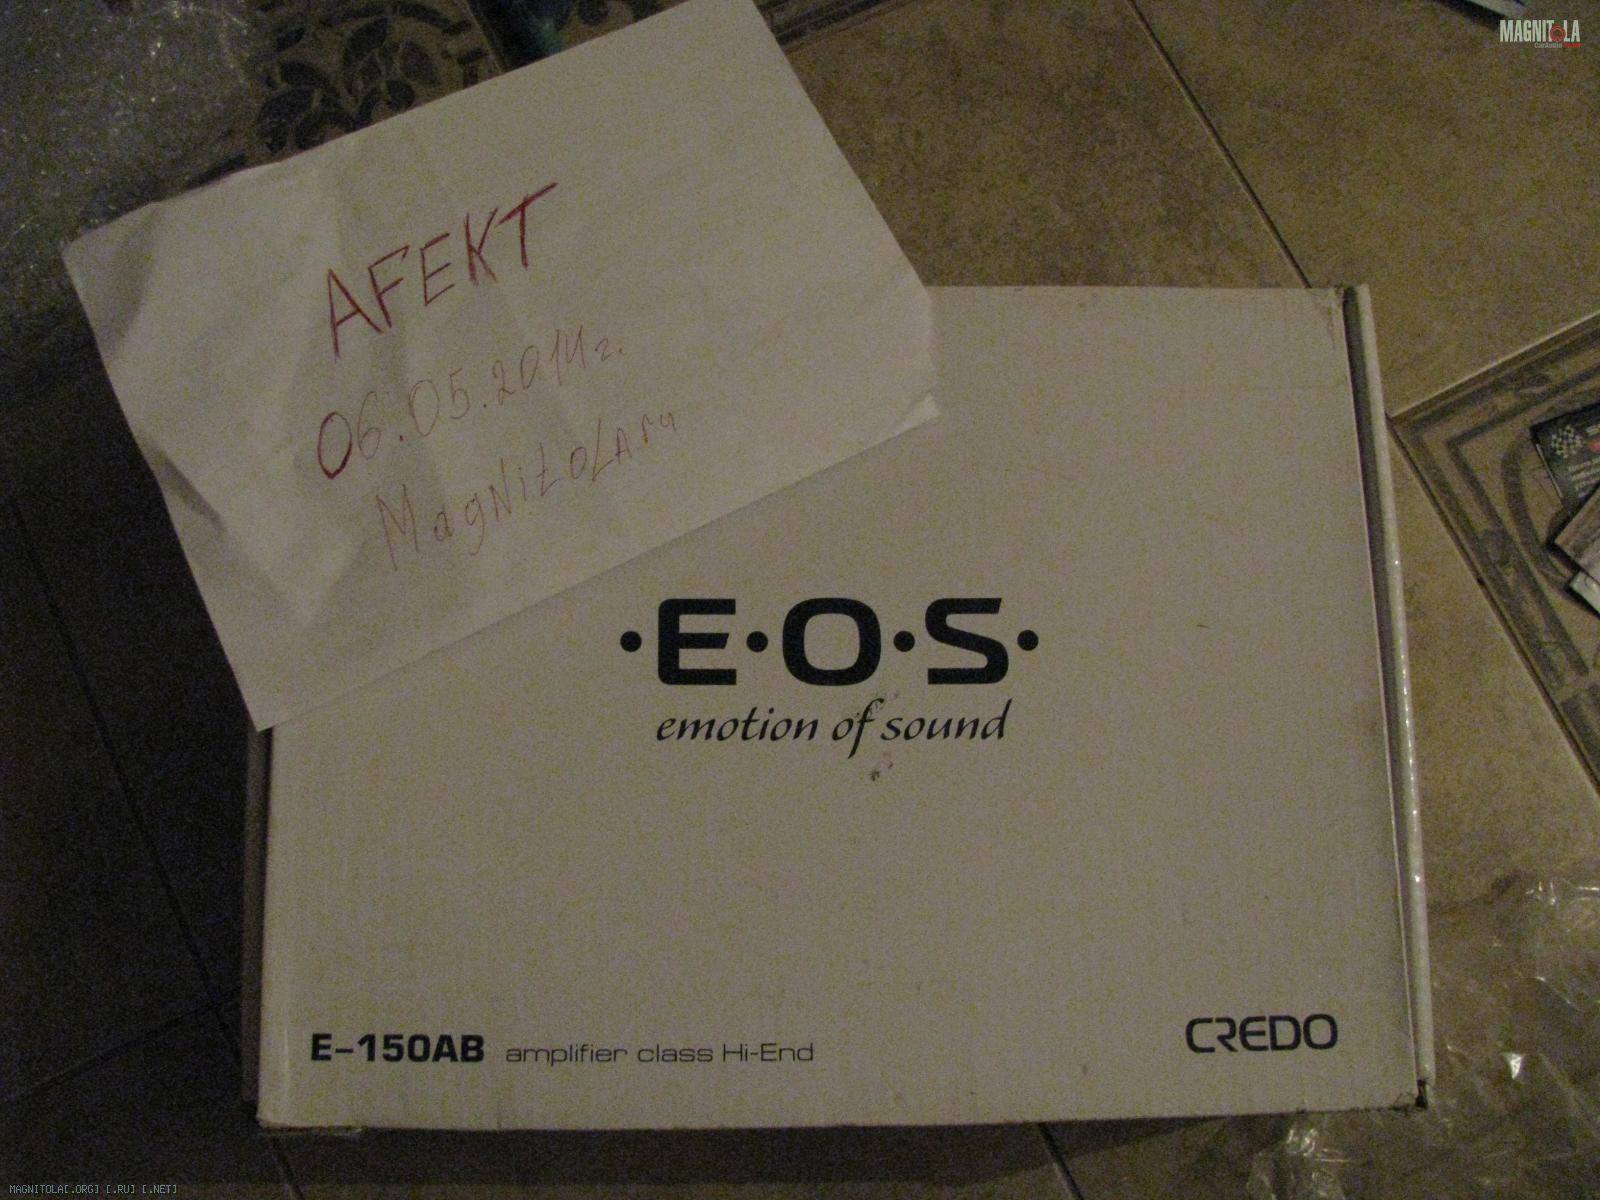 MAGNITOLA
CarAudio
AFEKT
06.05.2014г.
MagNitoLA ru
·E·O·S·
emotion of sound
E-150AB amplifier class Hi-End
CREDO
MAGNITOLA[.ORG] [.RU] [.NET]